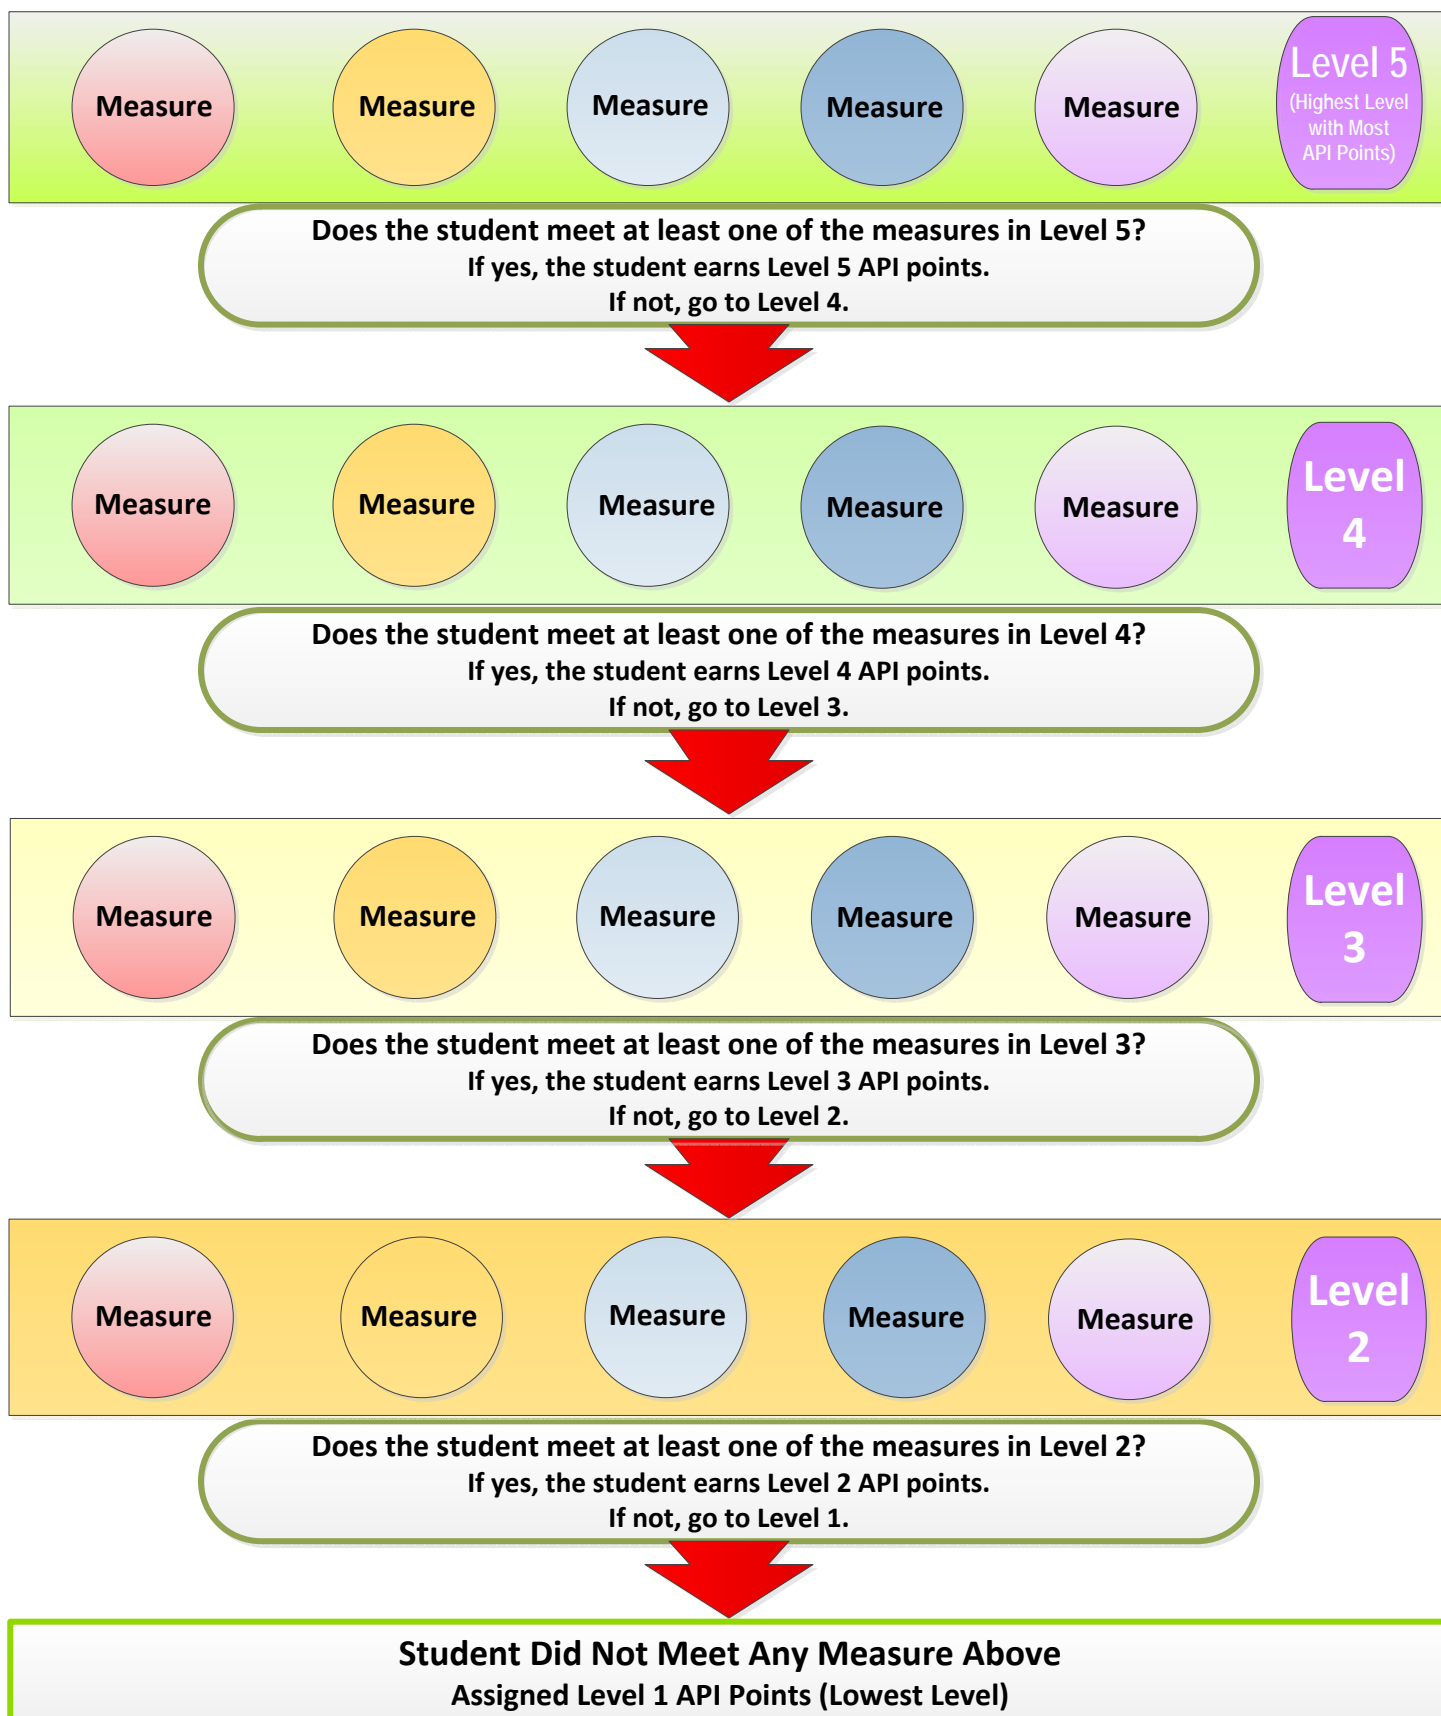 Measure
Measure
Measure
Measure
Measure
Level 5
(Highest Level
with Most
API Points)
Does the student meet at least one of the measures in Level 5?
If yes, the student earns Level 5 API points.
If not, go to Level 4.
Measure
Measure
Measure
Measure
Measure
Level
4
Does the student meet at least one of the measures in Level 4?
If yes, the student earns Level 4 API points.
If not, go to Level 3.
Measure
Measure
Measure
Measure
Measure
Level
3
Does the student meet at least one of the measures in Level 3?
If yes, the student earns Level 3 API points.
If not, go to Level 2.
Measure
Measure
Measure
Measure
Measure
Level
2
Does the student meet at least one of the measures in Level 2?
If yes, the student earns Level 2 API points.
If not, go to Level 1.
Student Did Not Meet Any Measure Above
Assigned Level 1 API Points (Lowest Level)